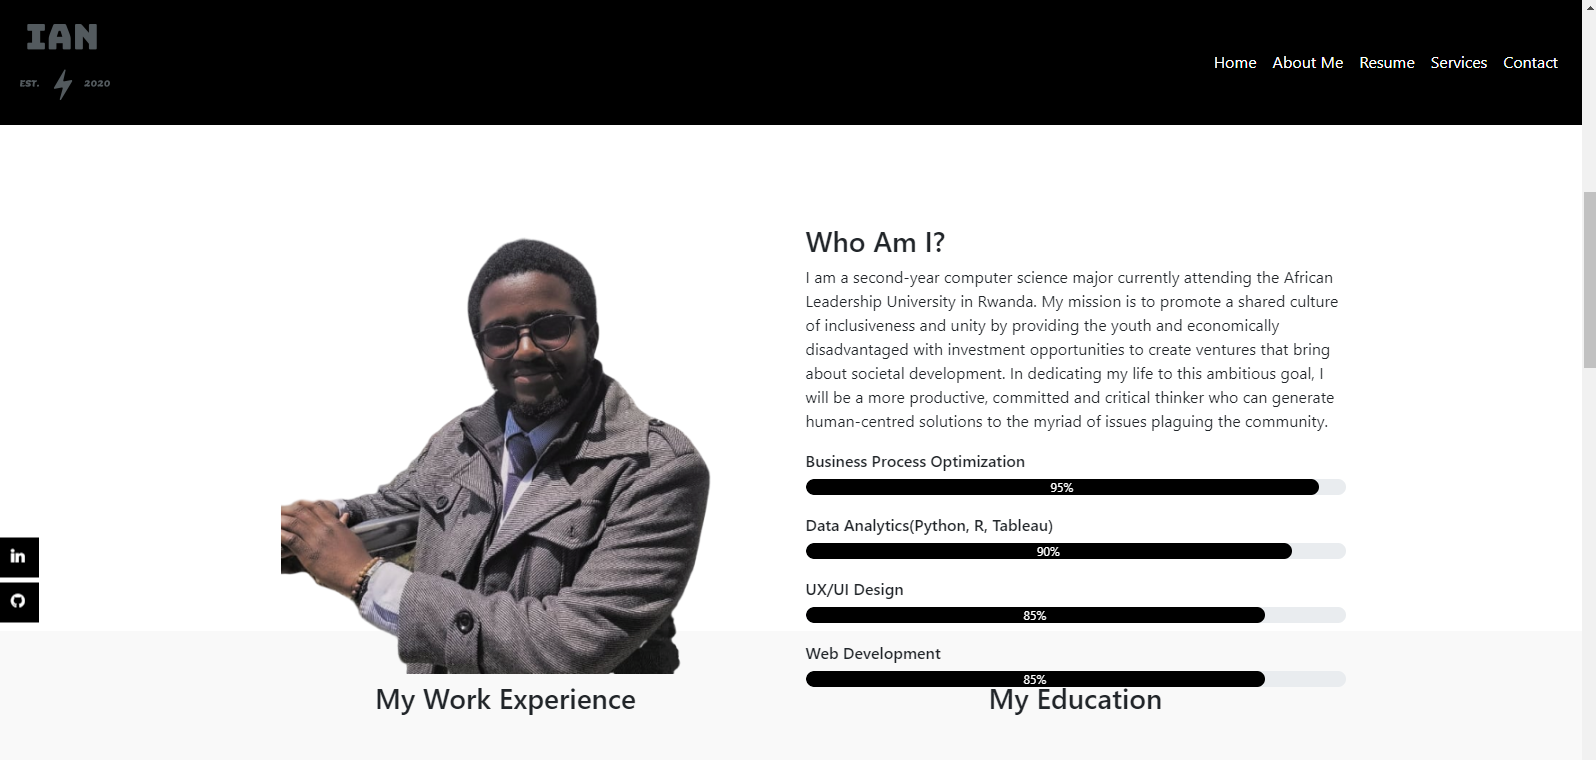 IAN
EST. 2020
Home About Me Resume Services Contact
Who Am I?
I am a second-year computer science major currently attending the African
Leadership University in Rwanda. My mission is to promote a shared culture
of inclusiveness and unity by providing the youth and economically
disadvantaged with investment opportunities to create ventures that bring
about societal development. In dedicating my life to this ambitious goal, I
will be a more productive, committed and critical thinker who can generate
human-centred solutions to the myriad of issues plaguing the community.
Business Process Optimization
95%
Data Analytics(Python, R, Tableau)
90%
UX/UI Design
85%
Web Development
85%
in
My Work Experience
My Education